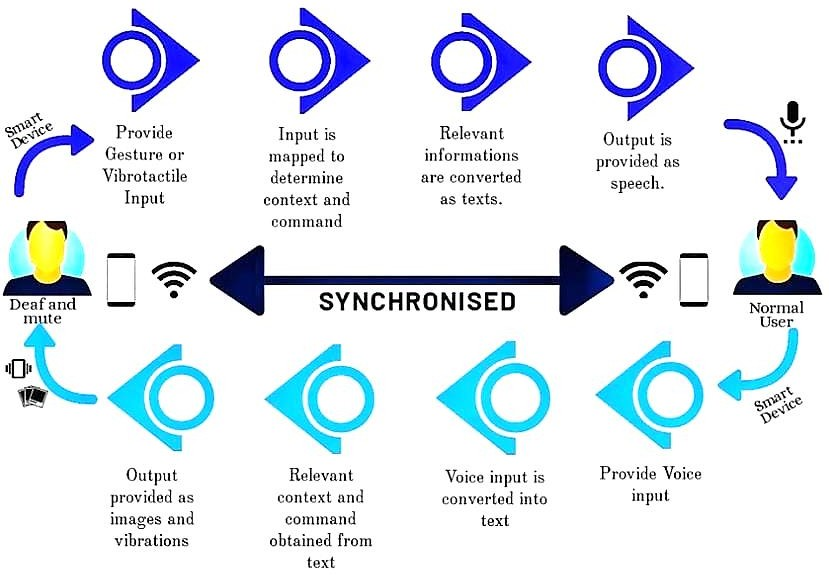 Smart
Device
Provide
Gesture or
Vibrotactile
Input
Input is
mapped to
determine
context and
command
Relevant
informations
are converted
as texts.
Output is
provided as
speech.
Deaf and
mute
SYNCHRONISED
Normal
User
Smart
Device
Output
provided as
images and
vibrations
Relevant
context and
command
obtained from
text
Voice input is
converted into
text
Provide Voice
input